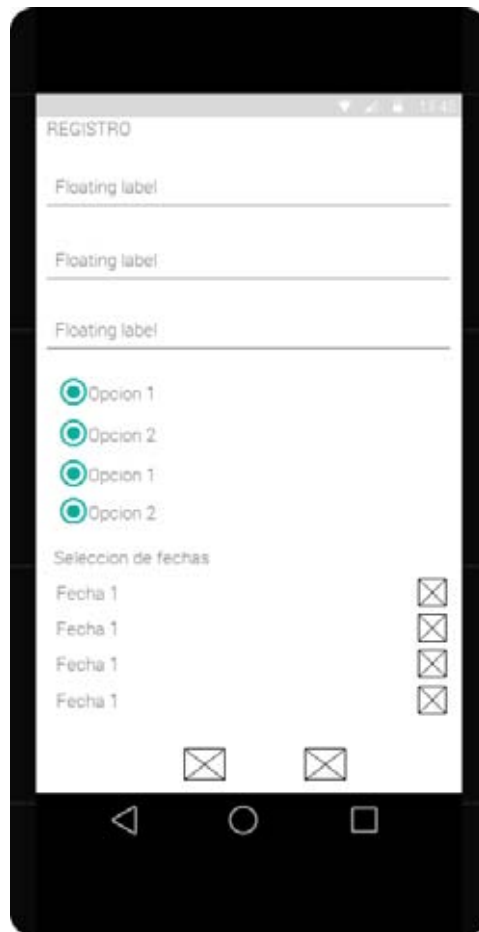 REGISTRO
Floating label
Floating label
Floating label
Opcion 1
Opcion 2
Opcion 1
Opcion 2
Seleccion de fechas
Fecha 1
Fecha 1
Fecha 1
Fecha 1